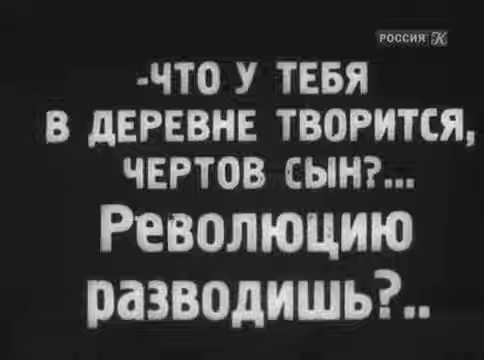 РОССИЯ К
-ЧТО У ТЕБЯ
В ДЕРЕВНЕ ТВОРИТСЯ,
ЧЕРТОВ СЫН?...
Революцию
разводишь?..